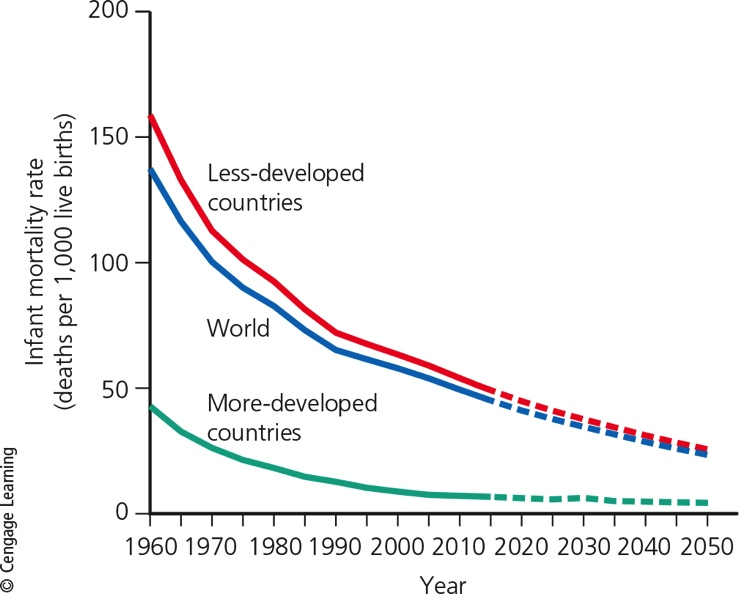 200
150
100
50
0
Infant mortality rate
(deaths per 1,000 live births)
Less-developed
countries
World
More-developed
countries
1960 1970 1980 1990 2000 2010 2020 2030 2040 2050
Year
© Cengage Learning